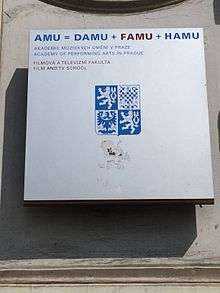 AMU = DAMU + FAMU + HAMU
AKADEMIE MÚZICKÝCH UMĚNÍ V PRAZE
ACADEMY OF PERFORMING ARTS IN PRAGUE
FILMOVÁ A TELEVIZNÍ FAKULTA
FILM AND TV SCHOOL